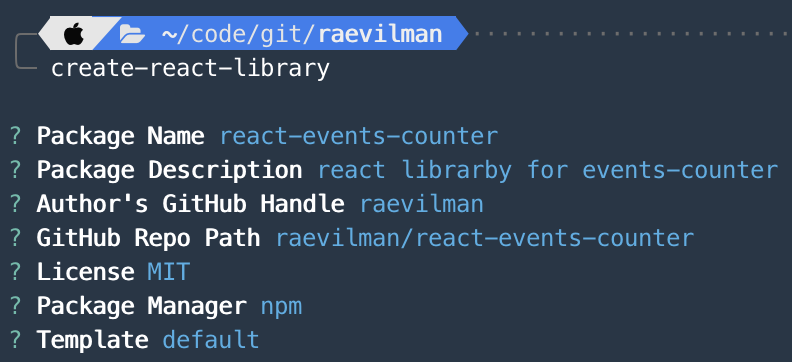 ~/code/git/raevilman
create-react-library
? Package Name react-events-counter
? Package Description react librarby for events-counter
? Author's GitHub Handle raevilman
? GitHub Repo Path raevilman/react-events-counter
? License MIT
? Package Manager npm
? Template default